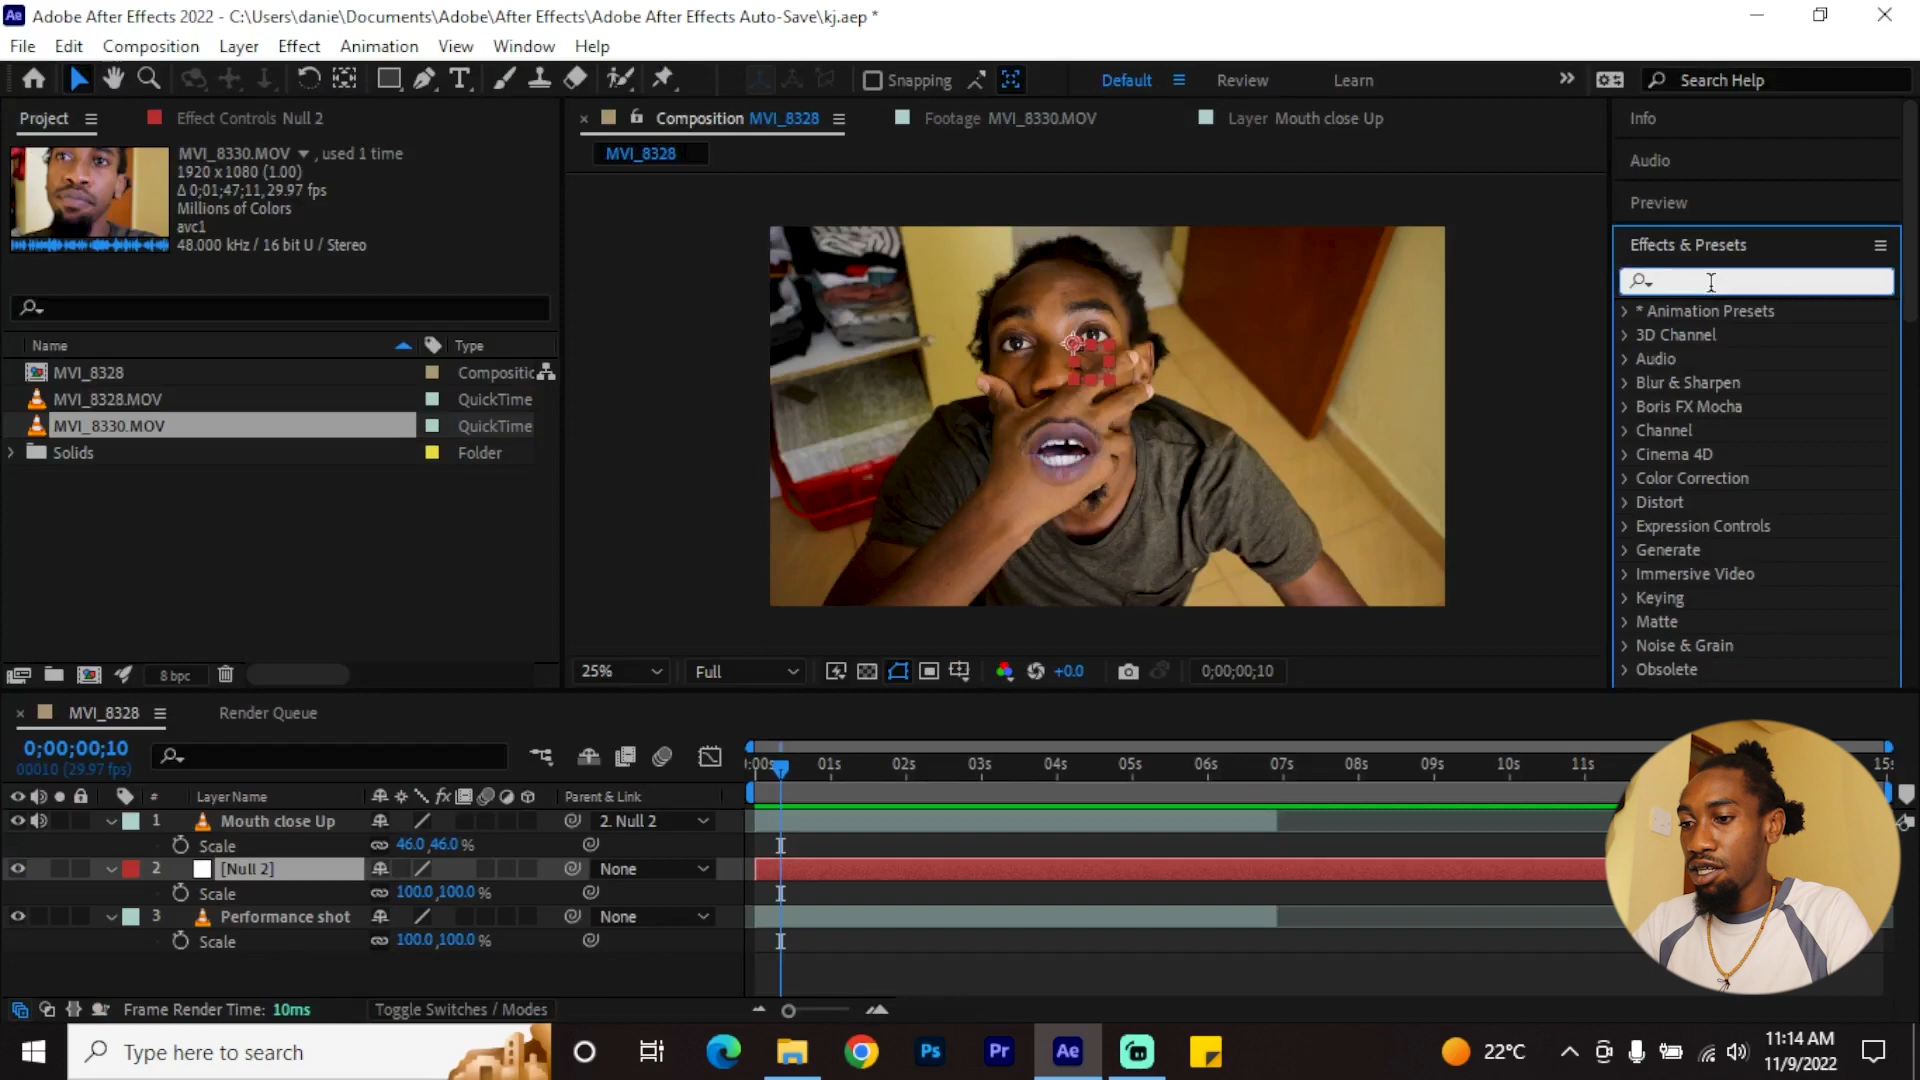 Adobe After Effects 2022 - C:\Users\danie\Documents\Adobe\After Effects\Adobe After Effects Auto-Save\kj.aep *
File Edit Composition Layer Effect Animation View Window Help
Snapping Default Review Learn Search Help
Project Effect Controls Null 2
Composition MVI_8328 Footage MVI_8330.MOV Layer Mouth close Up
MVI_8328
MVI_8330.MOV , used 1 time
1920 x 1080 (1.00)
Δ 0;01;47;11, 29.97 fps
Millions of Colors
avc1
48.000 kHz / 16 bit U / Stereo
Name Type
MVI_8328 Compositic
MVI_8328.MOV QuickTime
MVI_8330.MOV QuickTime
Solids Folder
8 bpc
25% Full +0.0 0;00;00;10
Info
Audio
Preview
Effects & Presets
* Animation Presets
3D Channel
Audio
Blur & Sharpen
Boris FX Mocha
Channel
Cinema 4D
Color Correction
Distort
Expression Controls
Generate
Immersive Video
Keying
Matte
Noise & Grain
Obsolete
MVI_8328 Render Queue
0;00;00;10
00010 (29.97 fps)
:00s 01s 02s 03s 04s 05s 06s 07s 08s 09s 10s 11s 15s
# Layer Name fx Parent & Link
1 Mouth close Up 2. Null 2
Scale 46.0,46.0 %
2 [Null 2] None
Scale 100.0,100.0 %
3 Performance shot None
Scale 100.0,100.0 %
Frame Render Time: 10ms Toggle Switches / Modes
Type here to search Ps Pr Ae 22°C 11:14 AM
11/9/2022